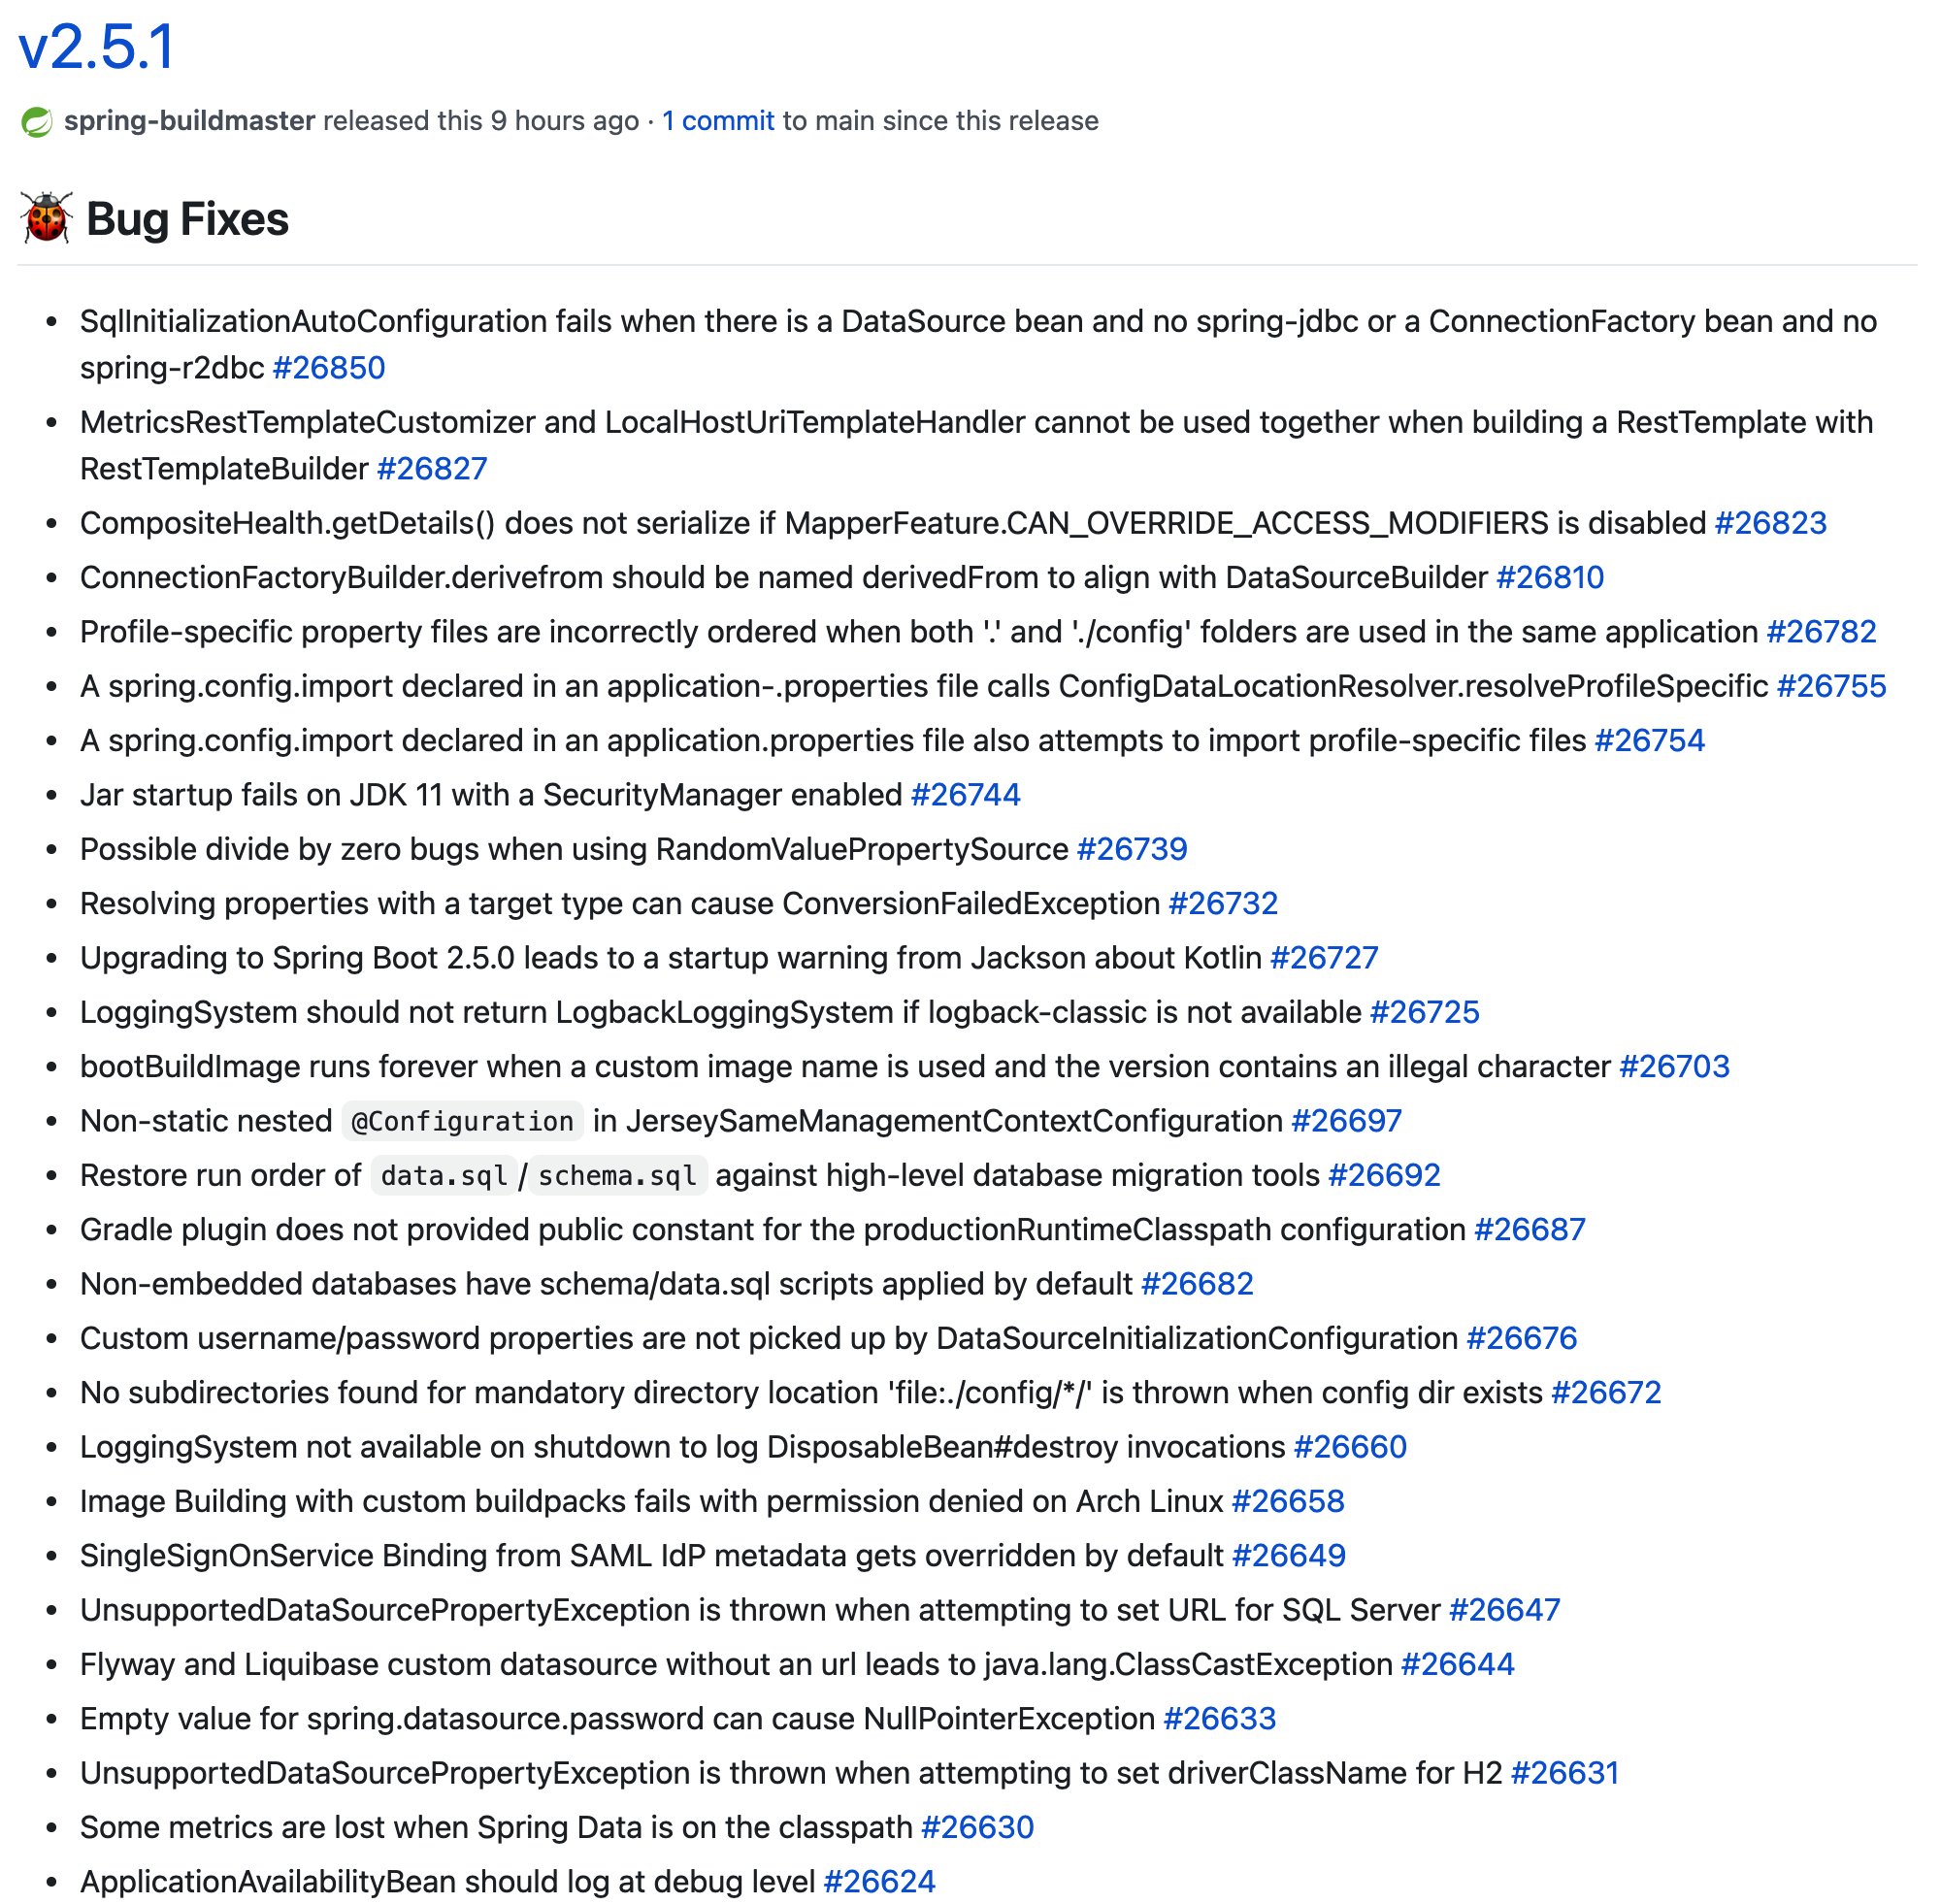 v2.5.1
spring-buildmaster released this 9 hours ago · 1 commit to main since this release
Bug Fixes
• SqlInitializationAutoConfiguration fails when there is a DataSource bean and no spring-jdbc or a ConnectionFactory bean and no
spring-r2dbc #26850
• MetricsRestTemplateCustomizer and LocalHostUriTemplateHandler cannot be used together when building a RestTemplate with
RestTemplateBuilder #26827
• CompositeHealth.getDetails() does not serialize if MapperFeature.CAN_OVERRIDE_ACCESS_MODIFIERS is disabled #26823
• ConnectionFactoryBuilder.derivefrom should be named derivedFrom to align with DataSourceBuilder #26810
• Profile-specific property files are incorrectly ordered when both '.' and './config' folders are used in the same application #26782
• A spring.config.import declared in an application-.properties file calls ConfigDataLocationResolver.resolveProfileSpecific #26755
• A spring.config.import declared in an application.properties file also attempts to import profile-specific files #26754
• Jar startup fails on JDK 11 with a SecurityManager enabled #26744
• Possible divide by zero bugs when using RandomValuePropertySource #26739
• Resolving properties with a target type can cause ConversionFailedException #26732
• Upgrading to Spring Boot 2.5.0 leads to a startup warning from Jackson about Kotlin #26727
• LoggingSystem should not return LogbackLoggingSystem if logback-classic is not available #26725
• bootBuildImage runs forever when a custom image name is used and the version contains an illegal character #26703
• Non-static nested @Configuration in JerseySameManagementContextConfiguration #26697
• Restore run order of data.sql/schema.sql against high-level database migration tools #26692
• Gradle plugin does not provided public constant for the productionRuntimeClasspath configuration #26687
• Non-embedded databases have schema/data.sql scripts applied by default #26682
• Custom username/password properties are not picked up by DataSourceInitializationConfiguration #26676
• No subdirectories found for mandatory directory location 'file:./config/*/' is thrown when config dir exists #26672
• LoggingSystem not available on shutdown to log DisposableBean#destroy invocations #26660
• Image Building with custom buildpacks fails with permission denied on Arch Linux #26658
• SingleSignOnService Binding from SAML IdP metadata gets overridden by default #26649
• UnsupportedDataSourcePropertyException is thrown when attempting to set URL for SQL Server #26647
• Flyway and Liquibase custom datasource without an url leads to java.lang.ClassCastException #26644
• Empty value for spring.datasource.password can cause NullPointerException #26633
• UnsupportedDataSourcePropertyException is thrown when attempting to set driverClassName for H2 #26631
• Some metrics are lost when Spring Data is on the classpath #26630
• ApplicationAvailabilityBean should log at debug level #26624